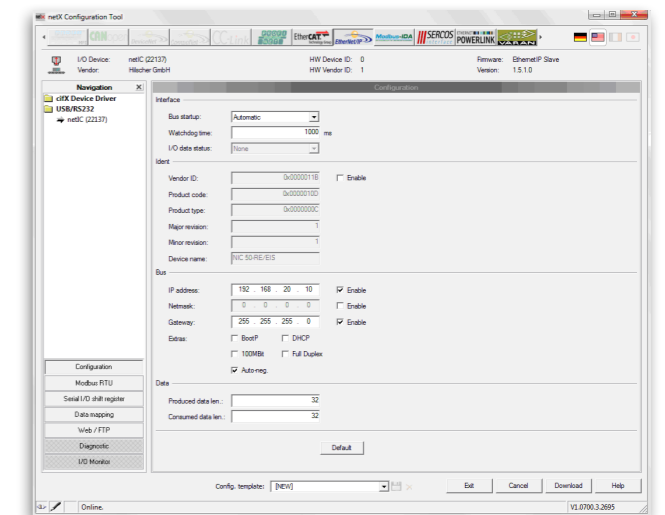 netX Configuration Tool
CAN CC-Link EtherCAT EtherNet/IP Modbus-IDA SERCOS interface POWERLINK VARAN
I/O Device: netIC (22137) HW Device ID: 0 Firmware: EthernetIP Slave
Vendor: Hilscher GmbH HW Vendor ID: 1 Version: 1.5.1.0
Navigation x Configuration
cifX Device Driver
USB/RS232
netIC (22137)
Interface
Bus startup: Automatic
Watchdog time: 1000 ms
I/O data status: None
Ident
Vendor ID: 0x0000011B Enable
Product code: 0x0000010D
Product type: 0x0000000C
Major revision: 1
Minor revision: 1
Device name: NIC 50-RE/EIS
Bus
IP address: 192 . 168 . 20 . 10 Enable
Netmask: 0 . 0 . 0 . 0 Enable
Gateway: 255 . 255 . 255 . 0 Enable
Extras: BootP DHCP
100MBit Full Duplex
Auto-neg.
Data
Produced data len.: 32
Consumed data len.: 32
Default
Configuration
Modbus RTU
Serial I/O shift register
Data mapping
Web / FTP
Diagnostic
I/O Monitor
Config. template: [NEW] Exit Cancel Download Help
Online. V1.0700.3.2695